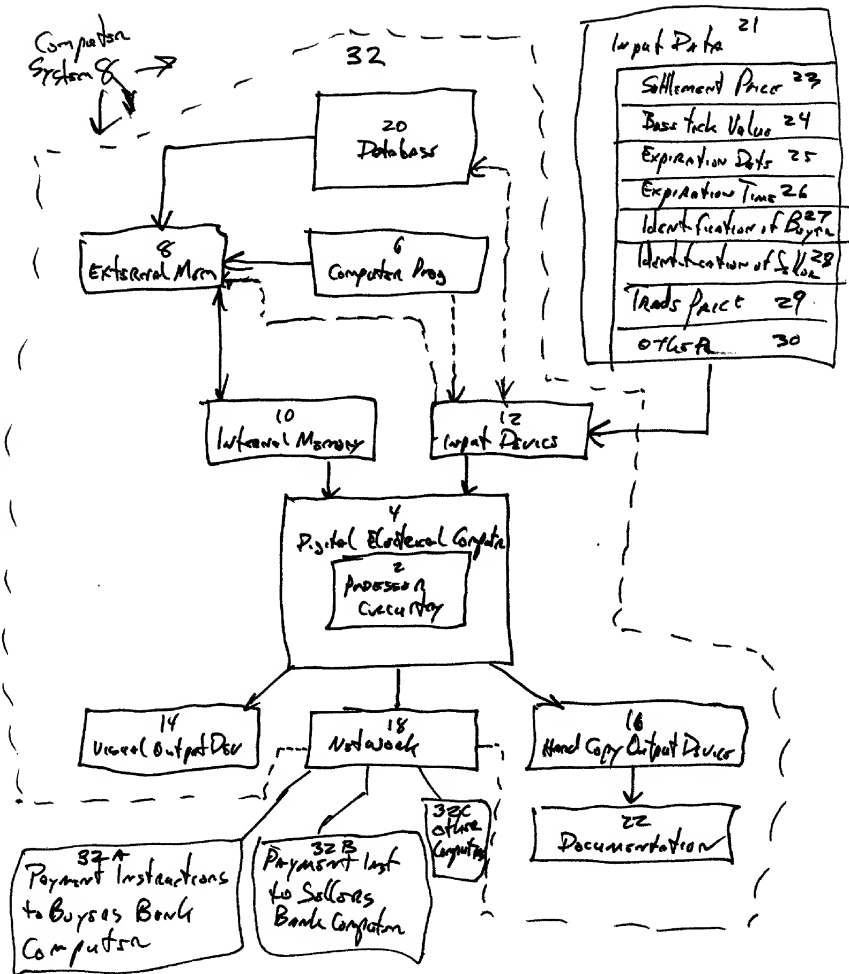 Computer
System 8
32
21
Input Data
Settlement Price 23
Base tick Value 24
Expiration Date 25
Expiration Time 26
Identification of Buyer 27
Identification of Seller 28
Trade Price 29
Other 30
20
Database
8
External Mem
6
Computer Prog
10
Internal Memory
12
Input Devices
4
Digital Electrical Computer
2
Processor
Circuitry
14
Visual Output Dev
18
Network
16
Hard Copy Output Device
22
Documentation
32A
Payment Instructions
to Buyers Bank
Computer
32B
Payment Inst
to Sellers
Bank Computer
32C
Other
Computers